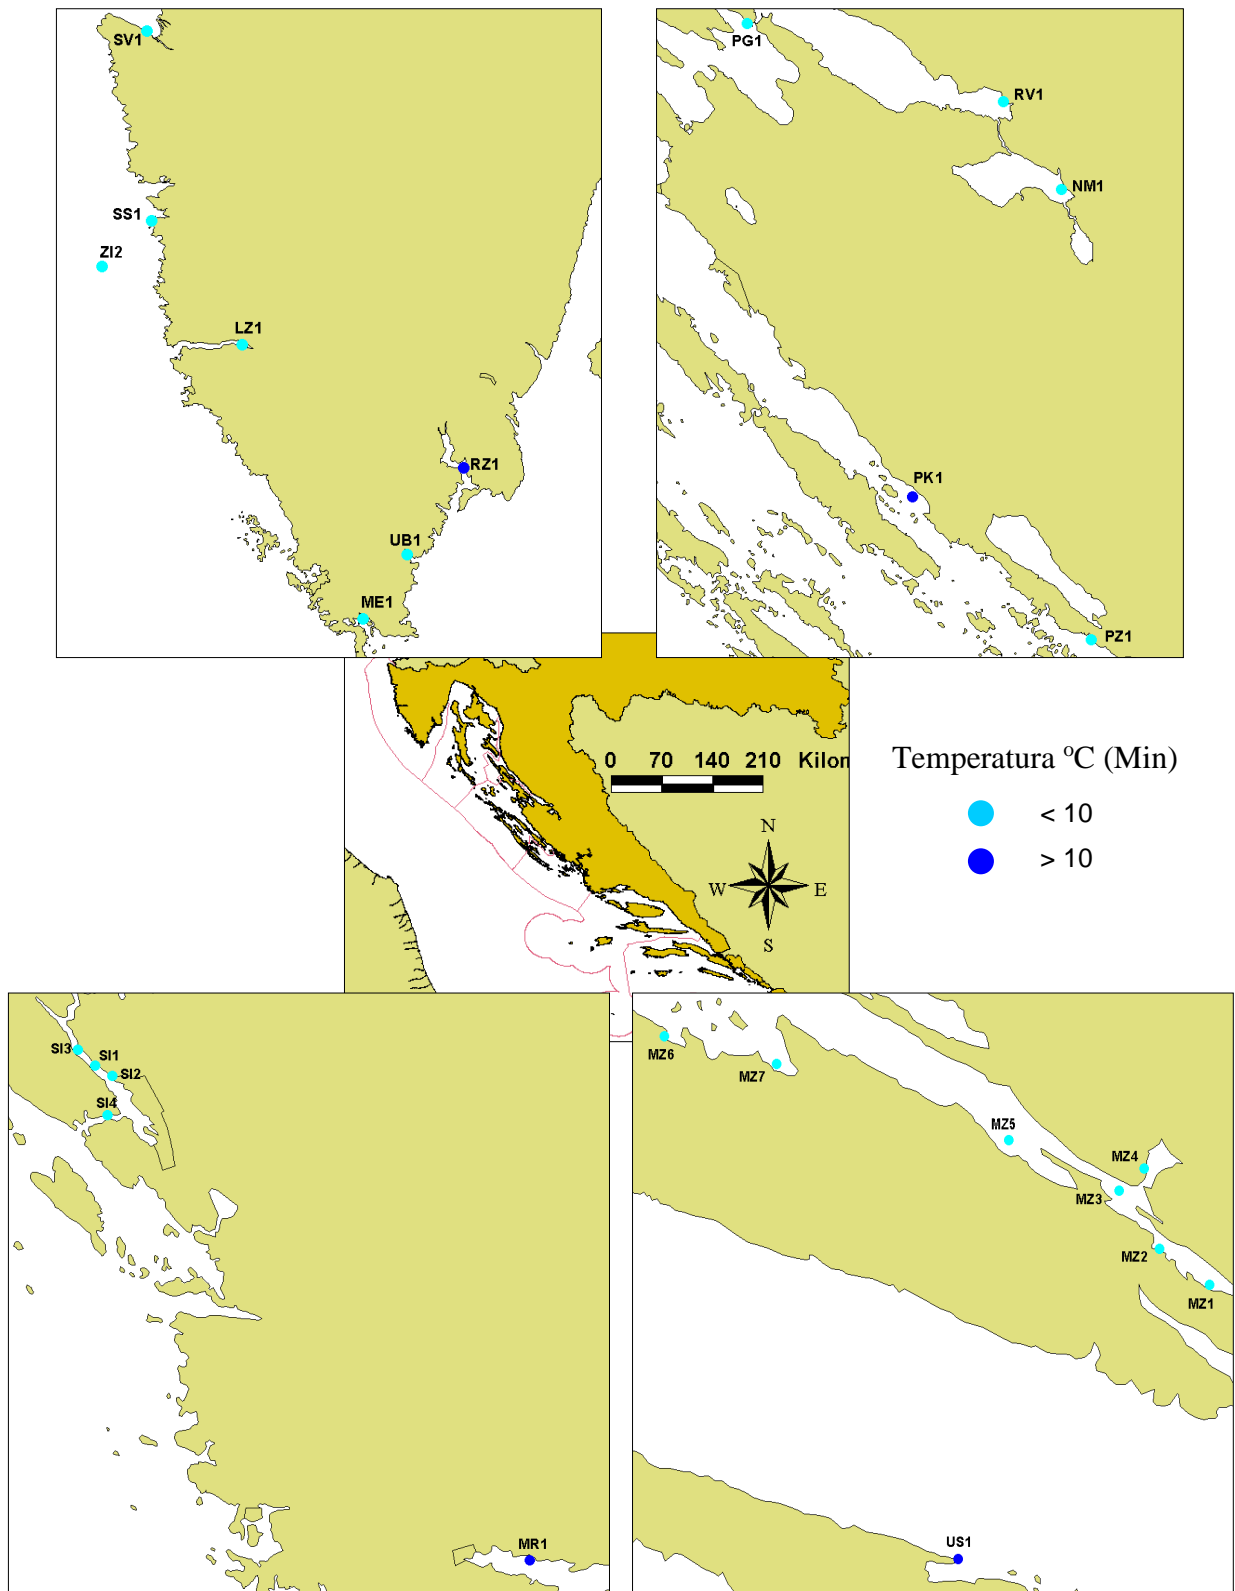 SV1
SS1
ZI2
LZ1
RZ1
UB1
ME1
PG1
RV1
NM1
PK1
PZ1
0 70 140 210 Kilon
Temperatura ºC (Min)
< 10
> 10
N
W E
S
SI3
SI1
SI2
SI4
MR1
MZ6
MZ7
MZ5
MZ4
MZ3
MZ2
MZ1
US1